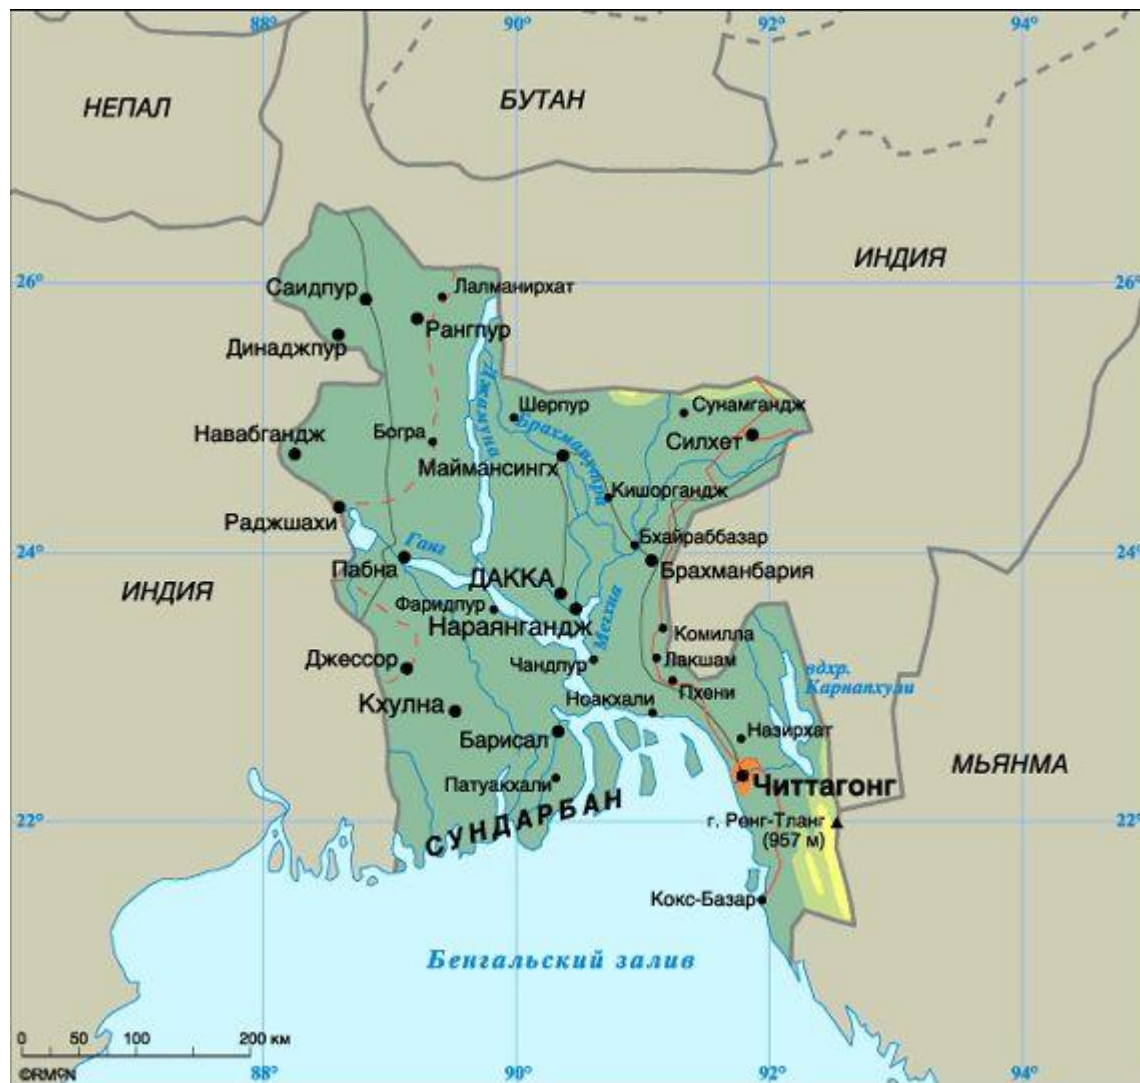 88° 90° 92° 94°
НЕПАЛ
БУТАН
ИНДИЯ
26° 26°
Саидпур
Лалманирхат
Рангпур
Динаджпур
Джамуна
Шерпур
Сунамгандж
Брахмапутра
Навабгандж
Богра
Силхет
Маймансингх
Кишоргандж
Раджшахи
Ганг
Бхайраббазар
24° 24°
Пабна
ДАККА
Брахманбария
ИНДИЯ
Фаридпур
Нараянгандж
Мегхна
Комилла
Джессор
Чандпур
Лакшам
вдхр.
Карнапхули
Пхени
Кхулна
Ноакхали
Барисал
Назирхат
МЬЯНМА
Патуакхали
Читтагонг
СУНДАРБАН
22° 22°
г. Ренг-Тланг
(957 м)
Кокс-Базар
Бенгальский залив
0 50 100 200 км
88° 90° 92° 94°